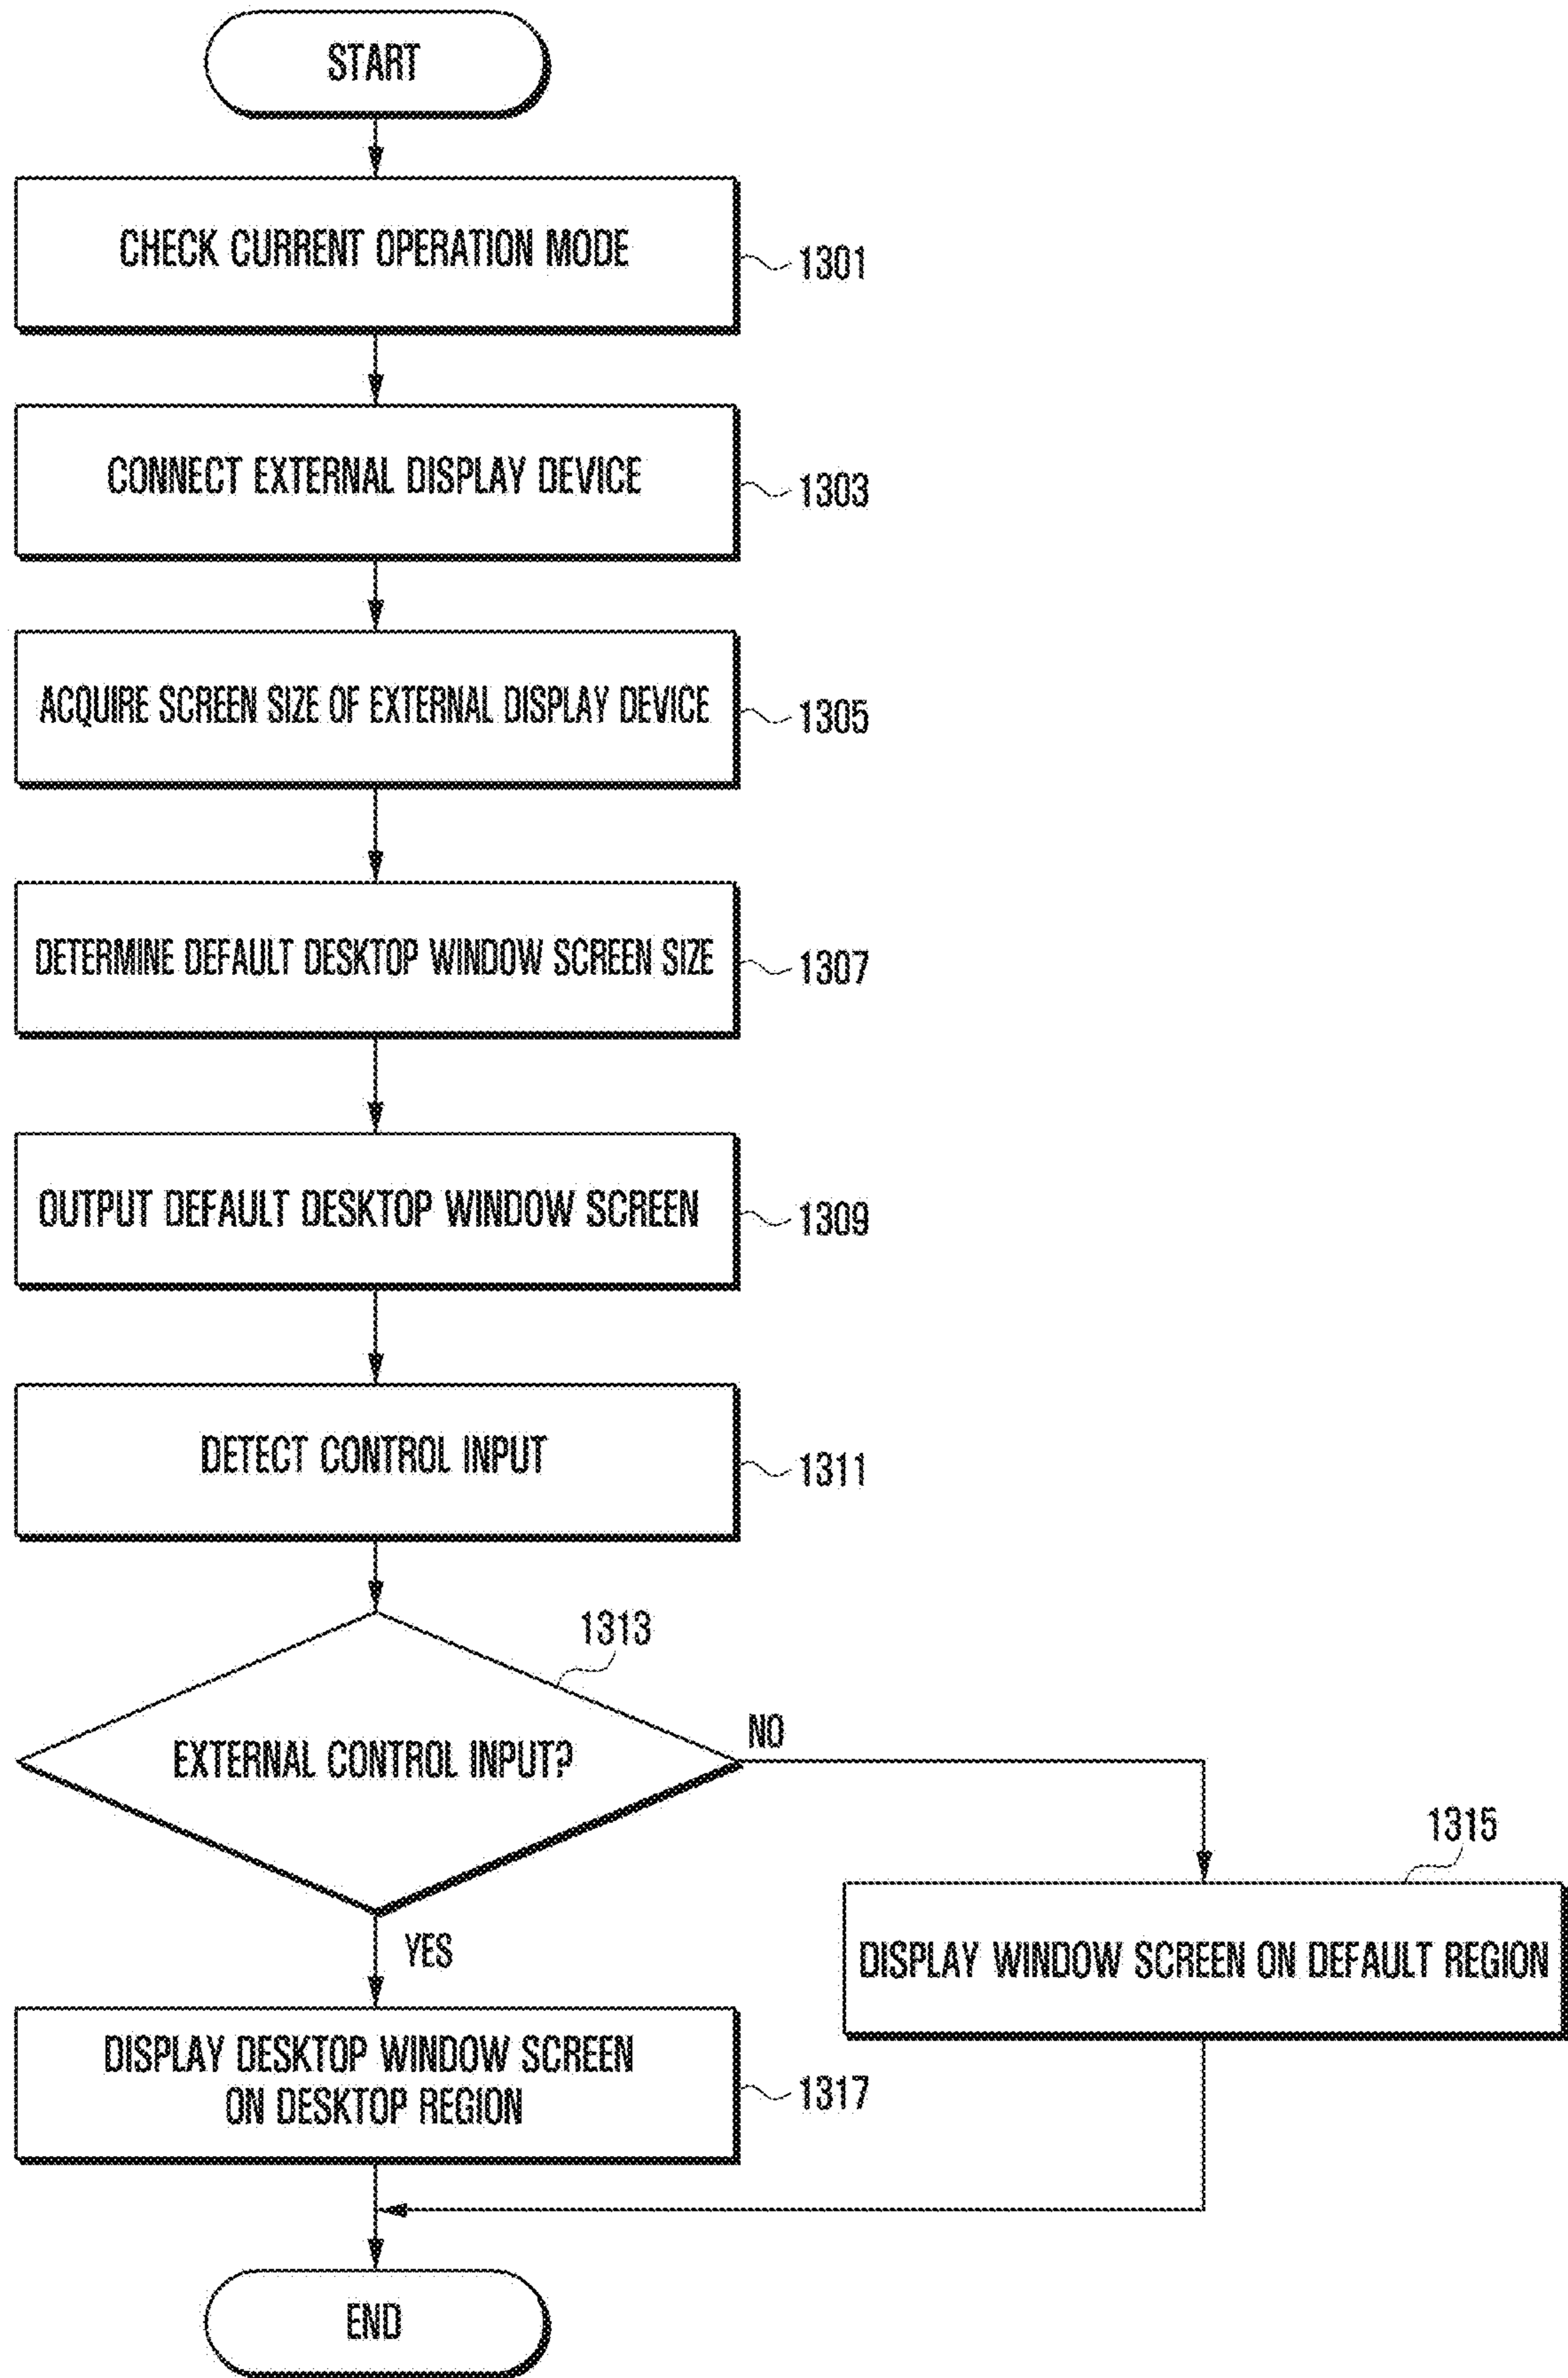 START
CHECK CURRENT OPERATION MODE
1301
CONNECT EXTERNAL DISPLAY DEVICE
1303
ACQUIRE SCREEN SIZE OF EXTERNAL DISPLAY DEVICE
1305
DETERMINE DEFAULT DESKTOP WINDOW SCREEN SIZE
1307
OUTPUT DEFAULT DESKTOP WINDOW SCREEN
1309
DETECT CONTROL INPUT
1311
1313
EXTERNAL CONTROL INPUT?
NO
1315
DISPLAY WINDOW SCREEN ON DEFAULT REGION
YES
DISPLAY DESKTOP WINDOW SCREEN
ON DESKTOP REGION
1317
END